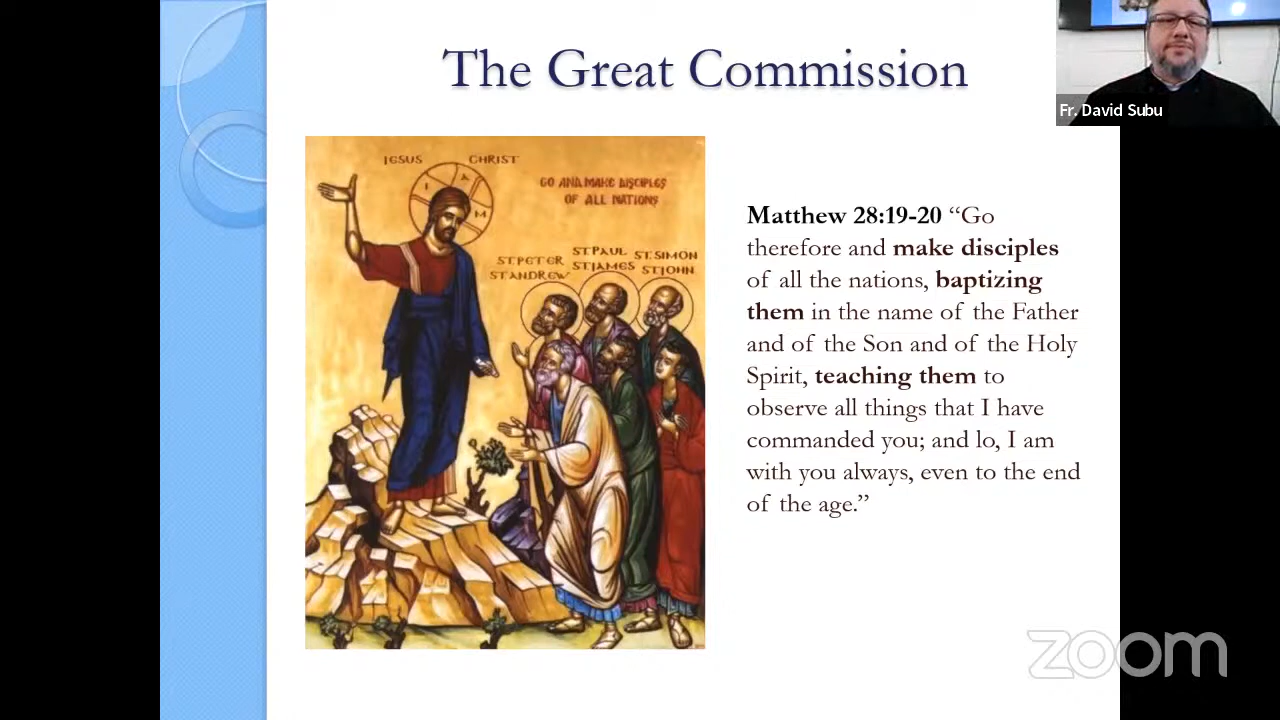 The Great Commission
Fr. David Subu
IESUS CHRIST
GO AND MAKE DISCIPLES
OF ALL NATIONS
ST.PETER ST.PAUL ST.SIMON
ST.ANDREW ST.JAMES ST.JOHN
Matthew 28:19-20 “Go
therefore and make disciples
of all the nations, baptizing
them in the name of the Father
and of the Son and of the Holy
Spirit, teaching them to
observe all things that I have
commanded you; and lo, I am
with you always, even to the end
of the age.”
zoom